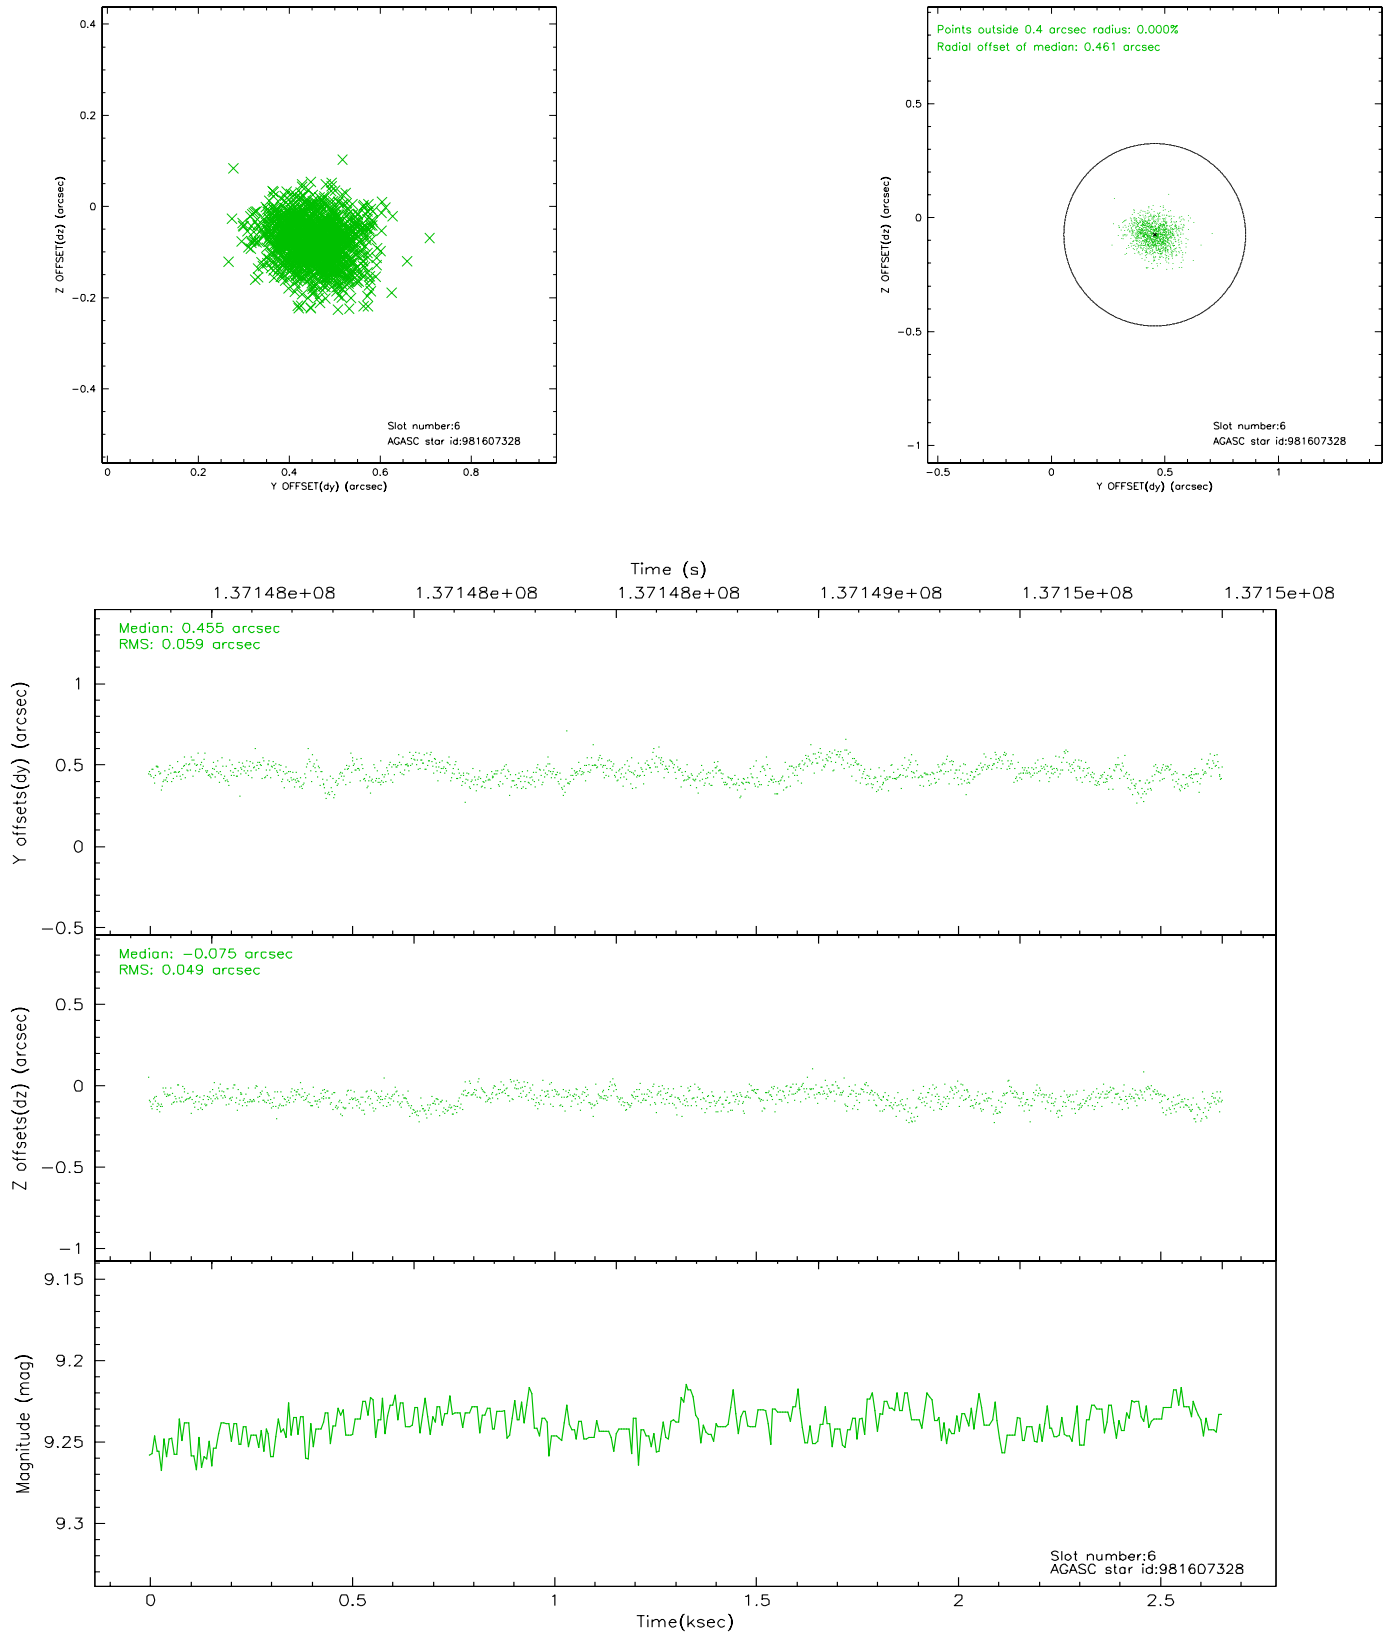 0.4
0.2
0
−0.2
−0.4
Z OFFSET(dz) (arcsec)
Slot number:6
AGASC star id:981607328
0 0.2 0.4 0.6 0.8
Y OFFSET(dy) (arcsec)
Points outside 0.4 arcsec radius: 0.000%
Radial offset of median: 0.461 arcsec
0.5
0
−0.5
−1
Z OFFSET(dz) (arcsec)
Slot number:6
AGASC star id:981607328
−0.5 0 0.5 1
Y OFFSET(dy) (arcsec)
Time (s)
1.37148e+08 1.37148e+08 1.37148e+08 1.37149e+08 1.3715e+08 1.3715e+08
Median: 0.455 arcsec
RMS: 0.059 arcsec
1
0.5
0
−0.5
Y offsets(dy) (arcsec)
Median: −0.075 arcsec
RMS: 0.049 arcsec
0.5
0
−0.5
−1
Z offsets(dz) (arcsec)
9.15
9.2
9.25
9.3
Magnitude (mag)
Slot number:6
AGASC star id:981607328
0 0.5 1 1.5 2 2.5
Time(ksec)